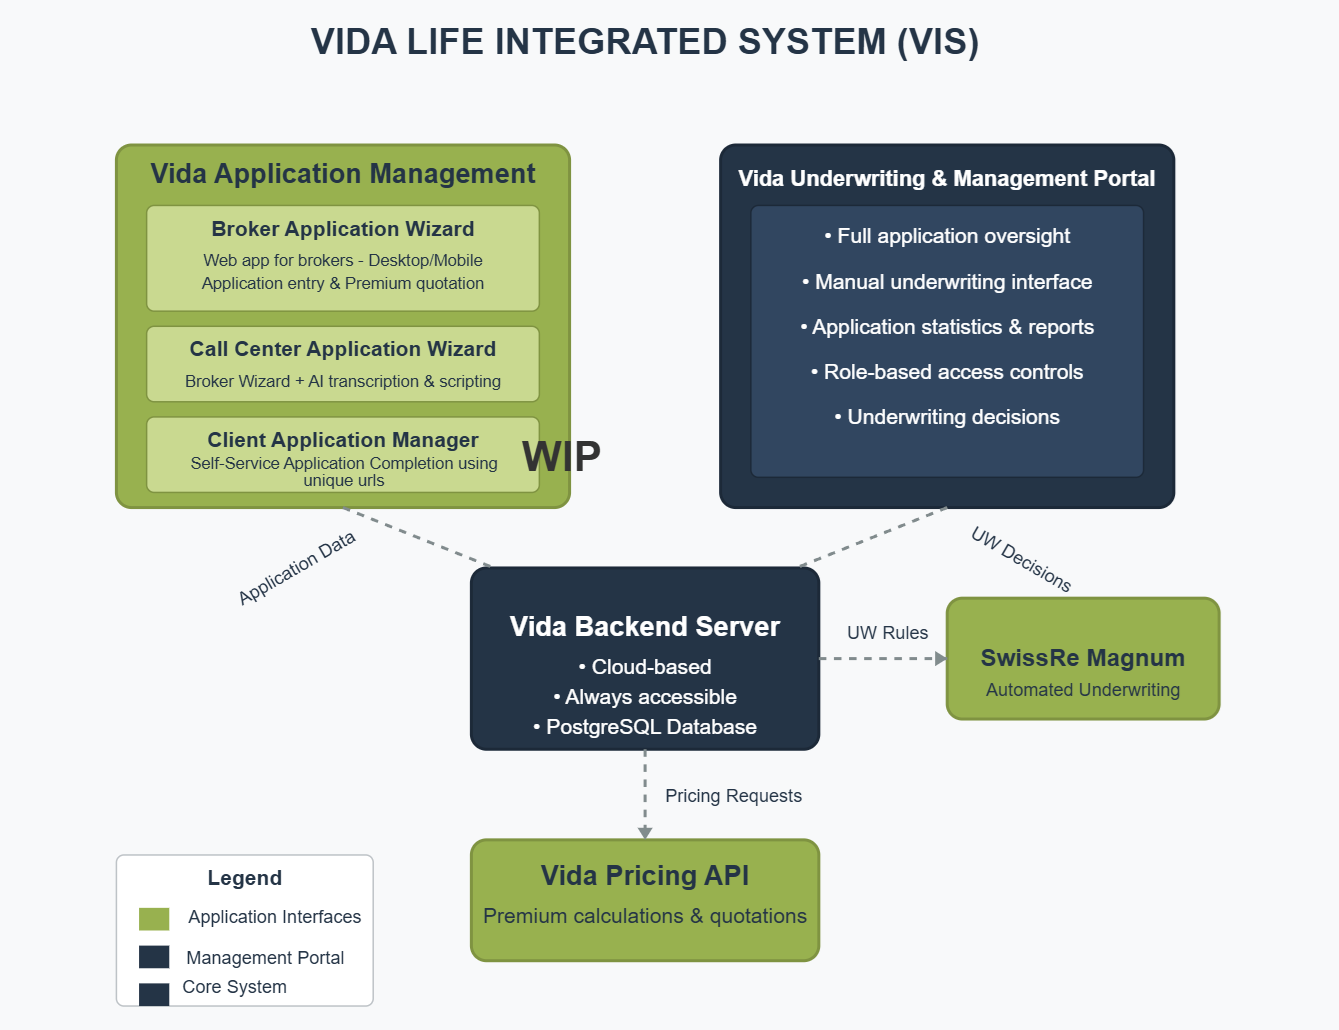 VIDA LIFE INTEGRATED SYSTEM (VIS)
Vida Application Management
Broker Application Wizard
Web app for brokers - Desktop/Mobile
Application entry & Premium quotation
Call Center Application Wizard
Broker Wizard + AI transcription & scripting
Client Application Manager
Self-Service Application Completion using
unique urls
WIP
Vida Underwriting & Management Portal
• Full application oversight
• Manual underwriting interface
• Application statistics & reports
• Role-based access controls
• Underwriting decisions
Application Data
UW Decisions
Vida Backend Server
• Cloud-based
• Always accessible
• PostgreSQL Database
UW Rules
SwissRe Magnum
Automated Underwriting
Pricing Requests
Vida Pricing API
Premium calculations & quotations
Legend
Application Interfaces
Management Portal
Core System